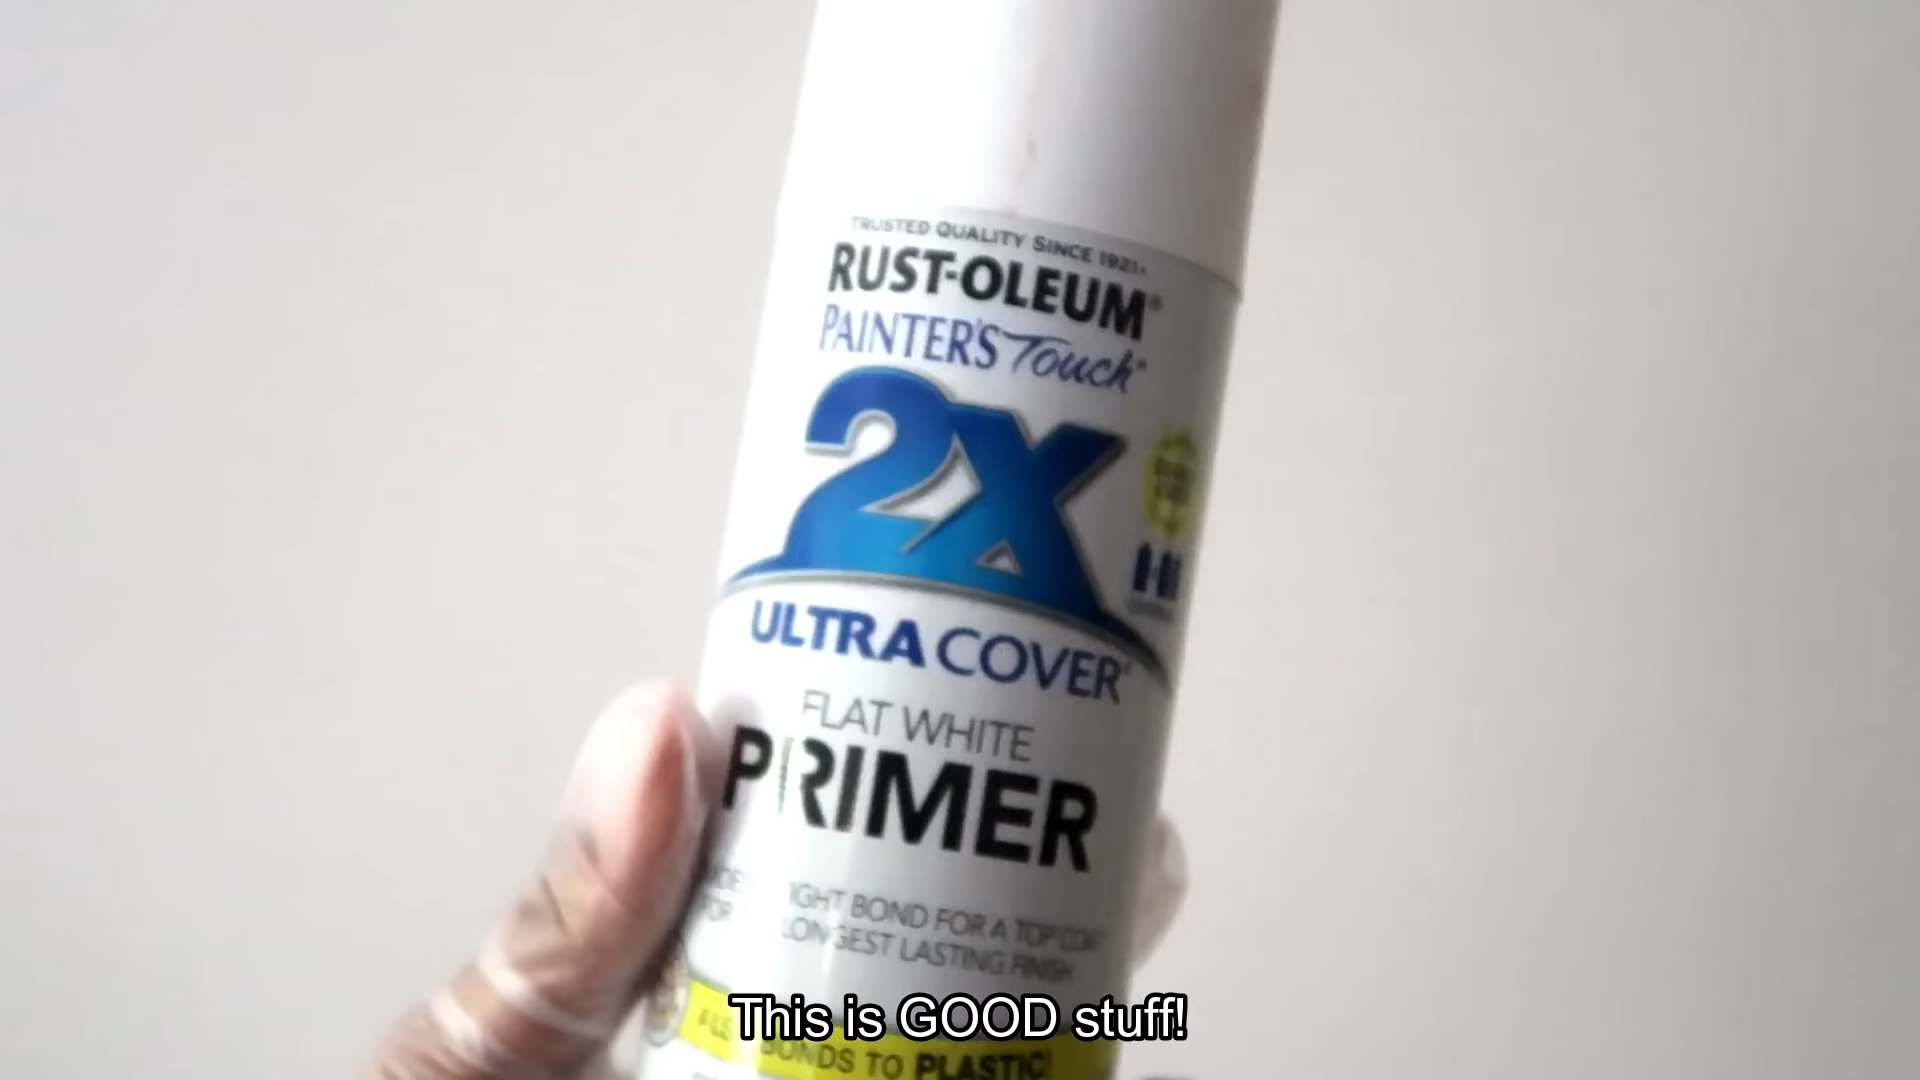 TRUSTED QUALITY SINCE 1921
RUST-OLEUM®
PAINTER'S Touch
2X
ULTRA COVER
FLAT WHITE
PRIMER
BOND FOR A TOP COAT
LONGEST LASTING FINISH
BONDS TO PLASTIC!
This is GOOD stuff!